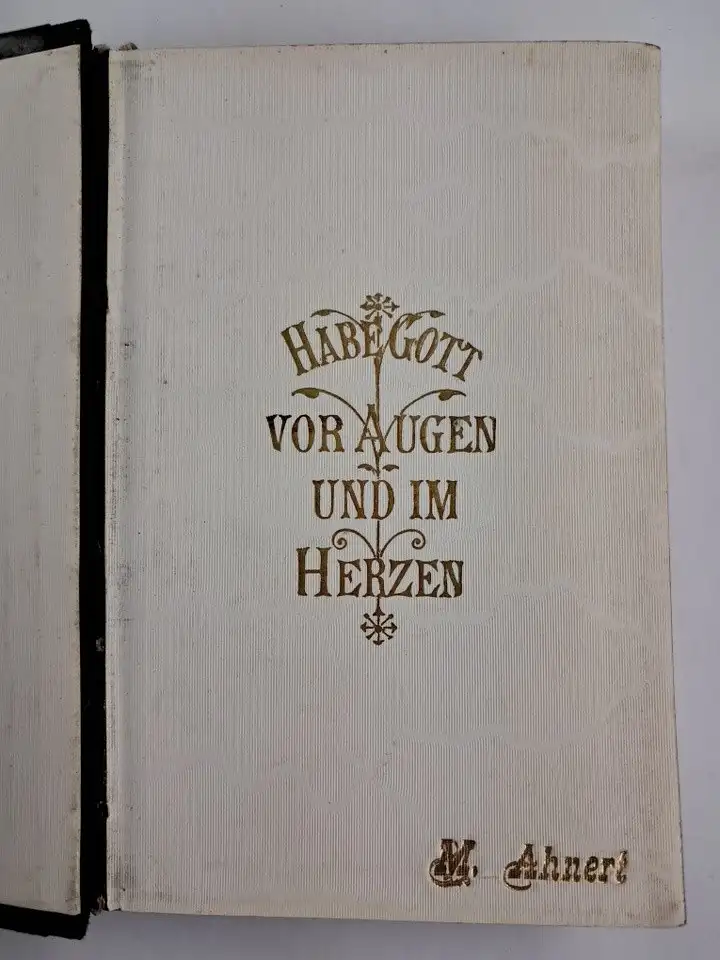 HABE GOTT
VOR AUGEN
UND IM
HERZEN
M. Ahnert